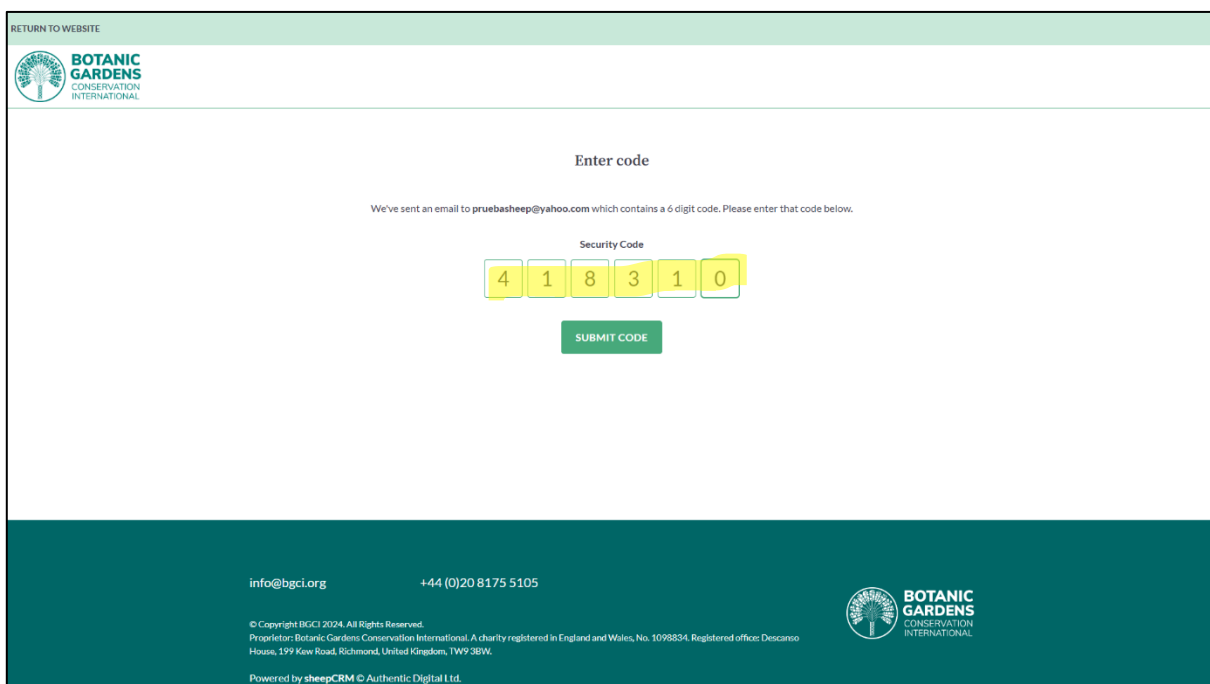 RETURN TO WEBSITE
BOTANIC
GARDENS
CONSERVATION
INTERNATIONAL
Enter code
We've sent an email to pruebasheep@yahoo.com which contains a 6 digit code. Please enter that code below.
Security Code
4 1 8 3 1 0
SUBMIT CODE
info@bgci.org +44 (0)20 8175 5105
© Copyright BGCI 2024. All Rights Reserved.
Proprietor: Botanic Gardens Conservation International. A charity registered in England and Wales, No. 1098834. Registered office: Descanso
House, 199 Kew Road, Richmond, United Kingdom, TW9 3BW.
Powered by sheepCRM © Authentic Digital Ltd.
BOTANIC
GARDENS
CONSERVATION
INTERNATIONAL